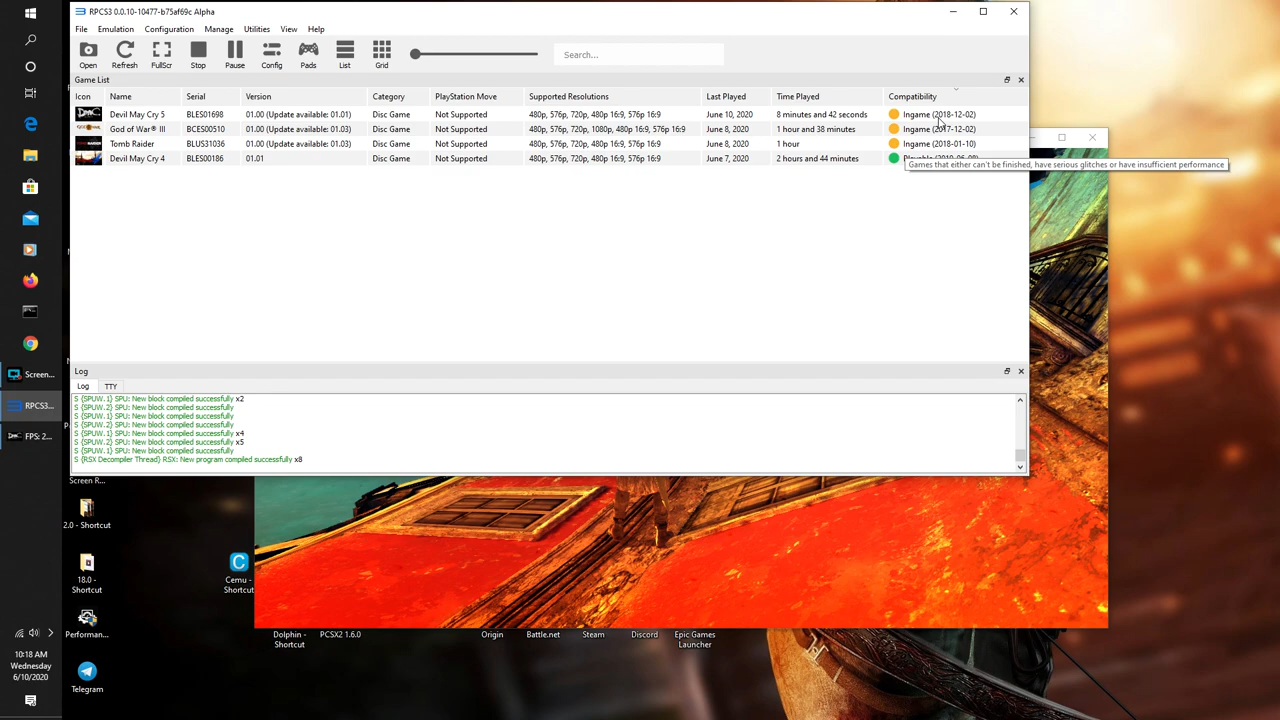 RPCS3 0.0.10-10477-b75af69c Alpha
File Emulation Configuration Manage Utilities View Help
Open Refresh FullScr Stop Pause Config Pads List Grid Search...
Game List
Icon Name Serial Version Category PlayStation Move Supported Resolutions Last Played Time Played Compatibility
Devil May Cry 5 BLES01698 01.00 (Update available: 01.01) Disc Game Not Supported 480p, 576p, 720p, 480p 16:9, 576p 16:9 June 10, 2020 8 minutes and 42 seconds Ingame (2018-12-02)
God of War® III BCES00510 01.00 (Update available: 01.03) Disc Game Not Supported 480p, 576p, 720p, 1080p, 480p 16:9, 576p 16:9 June 8, 2020 1 hour and 38 minutes Ingame (2017-12-02)
Tomb Raider BLUS31036 01.00 (Update available: 01.03) Disc Game Not Supported 480p, 576p, 720p, 480p 16:9, 576p 16:9 June 8, 2020 1 hour Ingame (2018-01-10)
Devil May Cry 4 BLES00186 01.01 Disc Game Not Supported 480p, 576p, 720p, 480p 16:9, 576p 16:9 June 7, 2020 2 hours and 44 minutes
Games that either can't be finished, have serious glitches or have insufficient performance
Log
Log TTY
S {SPUW.1} SPU: New block compiled successfully x2
S {SPUW.2} SPU: New block compiled successfully
S {SPUW.1} SPU: New block compiled successfully
S {SPUW.2} SPU: New block compiled successfully
S {SPUW.1} SPU: New block compiled successfully x4
S {SPUW.2} SPU: New block compiled successfully x5
S {SPUW.1} SPU: New block compiled successfully
S {RSX Decompiler Thread} RSX: New program compiled successfully x8
Screen...
RPCS3...
FPS: 2...
Screen R...
2.0 - Shortcut
18.0 - Shortcut
Cemu - Shortcut
Performan...
Dolphin - Shortcut
PCSX2 1.6.0
Origin
Battle.net
Steam
Discord
Epic Games Launcher
Telegram
10:18 AM
Wednesday
6/10/2020